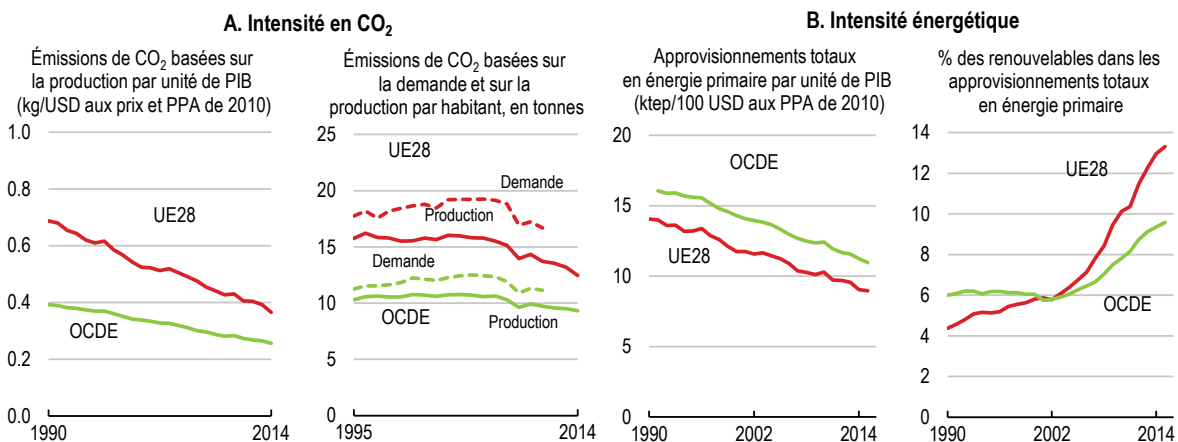 A. Intensité en CO₂
Émissions de CO₂ basées sur
la production par unité de PIB
(kg/USD aux prix et PPA de 2010)
1.0
0.8
0.6
0.4
0.2
0.0
UE28
OCDE
1990
2014
Émissions de CO₂ basées sur
la demande et sur la
production par habitant, en tonnes
25
20
15
10
5
0
UE28
Demande
Production
Demande
OCDE
Production
1995
2014
B. Intensité énergétique
Approvisionnements totaux
en énergie primaire par unité de PIB
(ktep/100 USD aux PPA de 2010)
20
15
10
5
0
OCDE
UE28
1990
2002
2014
% des renouvelables dans les
approvisionnements totaux
en énergie primaire
14
12
10
8
6
4
2
0
UE28
OCDE
1990
2002
2014